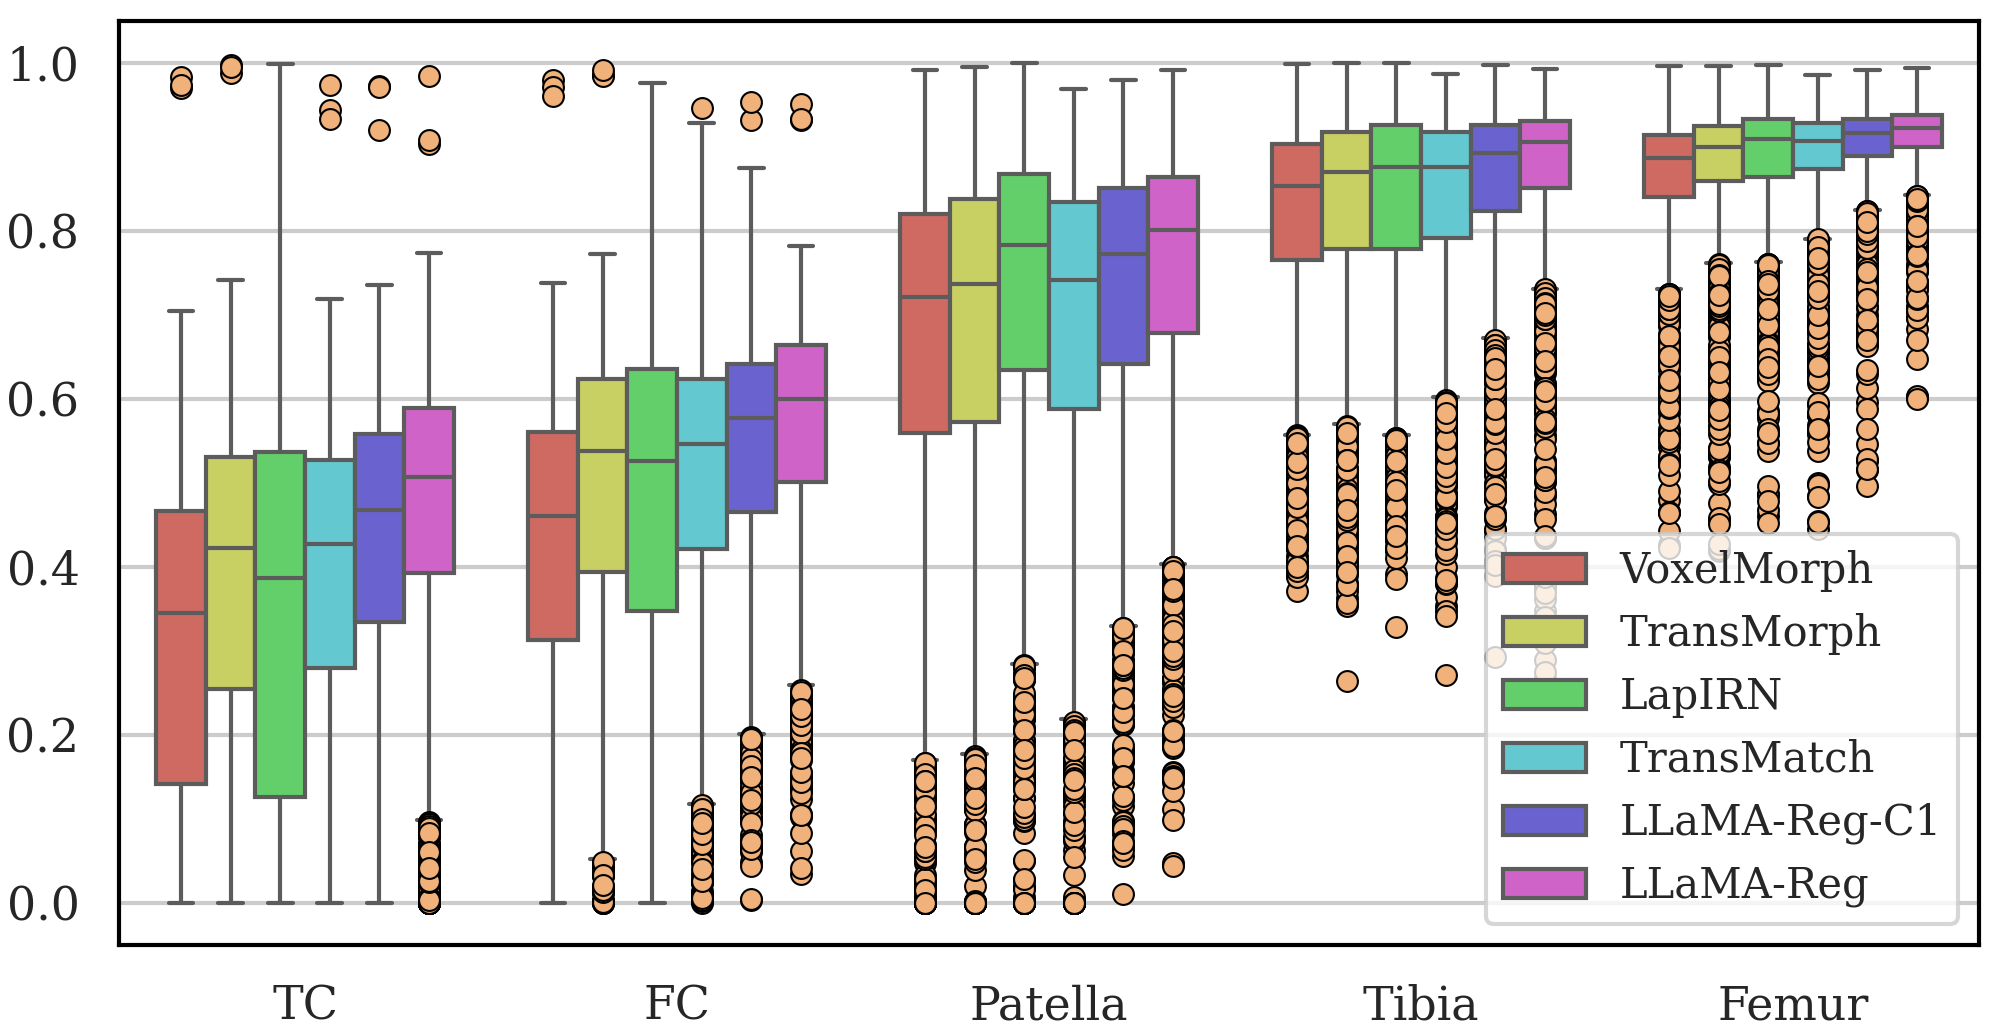 1.0
0.8
0.6
0.4
0.2
0.0
VoxelMorph
TransMorph
LapIRN
TransMatch
LLaMA-Reg-C1
LLaMA-Reg
TC FC Patella Tibia Femur